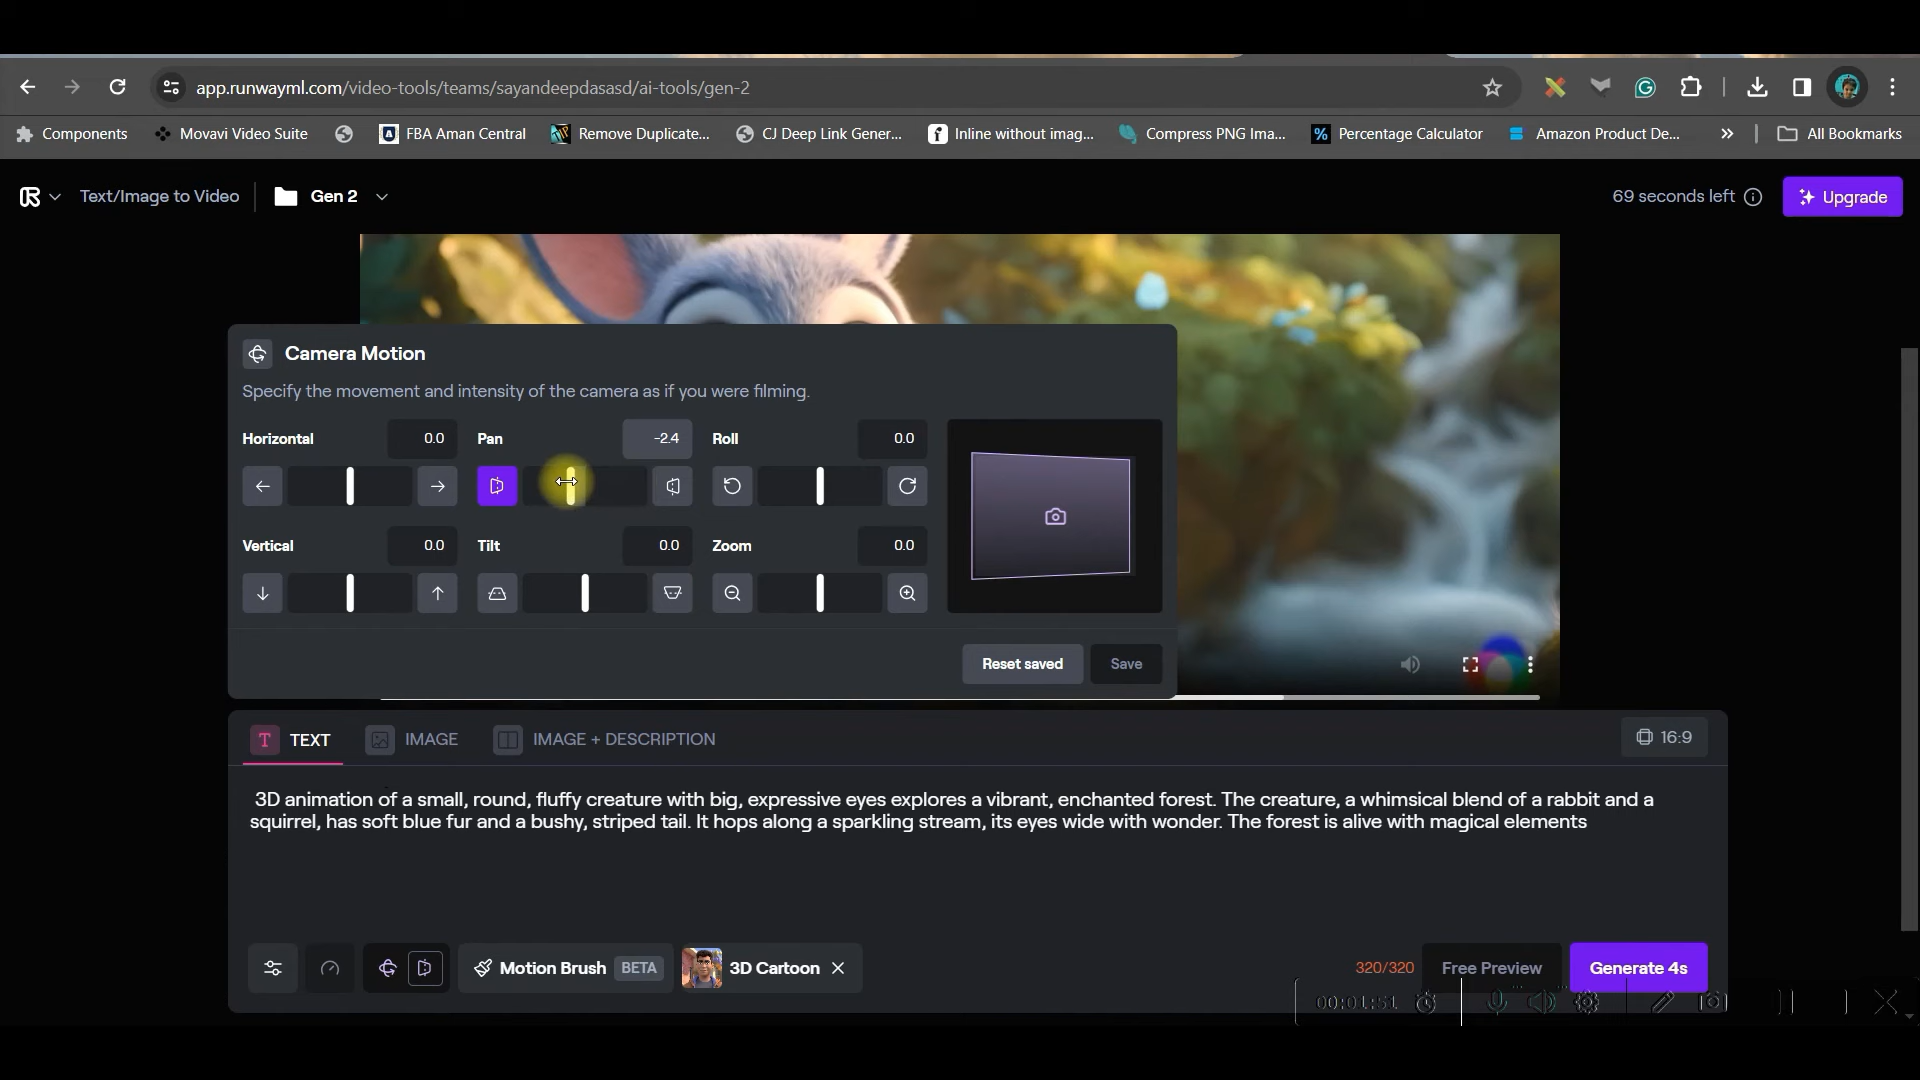 app.runwayml.com/video-tools/teams/sayandeepdasasd/ai-tools/gen-2
Components Movavi Video Suite FBA Aman Central Remove Duplicate... CJ Deep Link Gener... Inline without imag... Compress PNG Ima... Percentage Calculator Amazon Product De... » All Bookmarks
Text/Image to Video Gen 2 69 seconds left Upgrade
Camera Motion
Specify the movement and intensity of the camera as if you were filming.
Horizontal 0.0 Pan -2.4 Roll 0.0
Vertical 0.0 Tilt 0.0 Zoom 0.0
Reset saved Save
T TEXT IMAGE IMAGE + DESCRIPTION 16:9
3D animation of a small, round, fluffy creature with big, expressive eyes explores a vibrant, enchanted forest. The creature, a whimsical blend of a rabbit and a
squirrel, has soft blue fur and a bushy, striped tail. It hops along a sparkling stream, its eyes wide with wonder. The forest is alive with magical elements
Motion Brush BETA 3D Cartoon 320/320 Free Preview Generate 4s
00:01:51